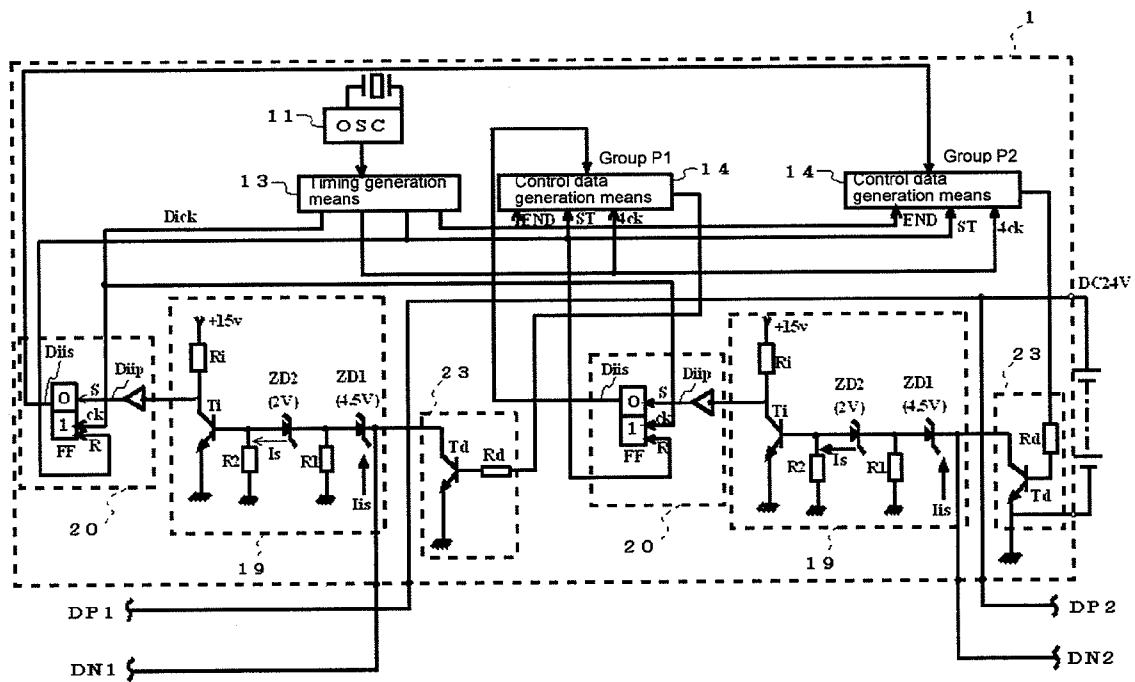 1
11
OSC
Group P1
Group P2
13
14
14
Timing generation
means
Control data
generation means
Control data
generation means
Dick
END
ST
4ck
END
ST
4ck
DC24V
+15v
+15v
Diis
Diip
Ri
ZD2
(2V)
ZD1
(4.5V)
23
Diis
Diip
Ri
ZD2
(2V)
ZD1
(4.5V)
23
0
1
S
ck
R
FF
Ti
R2
Is
R1
Iis
Td
Rd
0
1
S
ck
R
FF
Ti
R2
Is
R1
Iis
Rd
Td
20
19
20
19
DP1
DP2
DN1
DN2